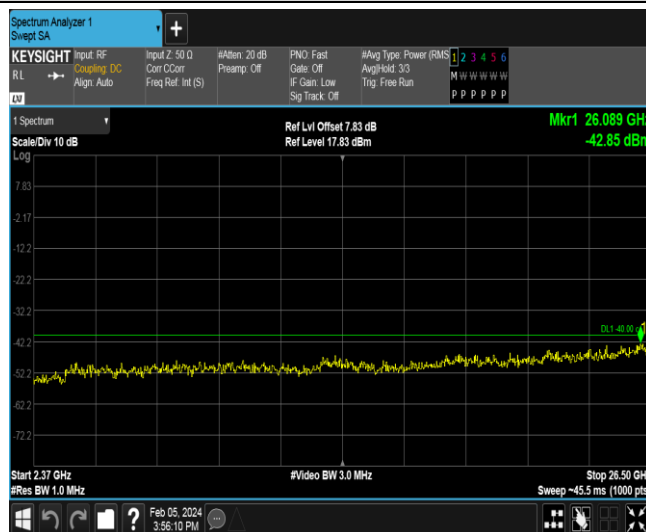 Spectrum Analyzer 1
Swept SA
+
KEYSIGHT
RL
LXI
Input: RF
Coupling: DC
Align: Auto
Input Z: 50 Ω
Corr CCorr
Freq Ref: Int (S)
#Atten: 20 dB
Preamp: Off
PNO: Fast
Gate: Off
IF Gain: Low
Sig Track: Off
#Avg Type: Power (RMS
Avg|Hold: 3/3
Trig: Free Run
1 2 3 4 5 6
M W W W W W
P P P P P P
1 Spectrum
Scale/Div 10 dB
Log
Ref Lvl Offset 7.83 dB
Ref Level 17.83 dBm
Mkr1 26.089 GHz
-42.85 dBm
7.83
-2.17
-12.2
-22.2
-32.2
DL1 -40.00
1
-42.2
-52.2
-62.2
-72.2
Start 2.37 GHz
#Res BW 1.0 MHz
#Video BW 3.0 MHz
Stop 26.50 GH
Sweep ~45.5 ms (1000 pts
?
Feb 05, 2024
3:56:10 PM